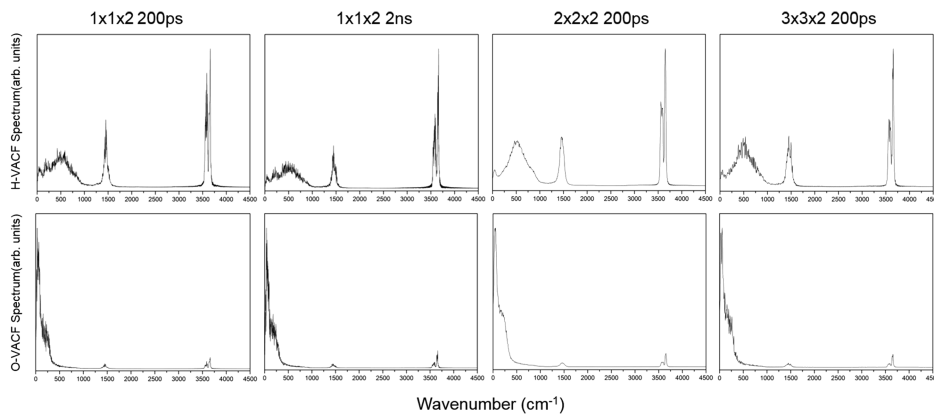 1x1x2 200ps 1x1x2 2ns 2x2x2 200ps 3x3x2 200ps
H-VACF Spectrum(arb. units)
0 500 1000 1500 2000 2500 3000 3500 4000 4500
0 500 1000 1500 2000 2500 3000 3500 4000 4500
0 500 1000 1500 2000 2500 3000 3500 4000 4500
0 500 1000 1500 2000 2500 3000 3500 4000 4500
O-VACF Spectrum(arb. units)
0 500 1000 1500 2000 2500 3000 3500 4000 4500
0 500 1000 1500 2000 2500 3000 3500 4000 4500
0 500 1000 1500 2000 2500 3000 3500 4000 4500
0 500 1000 1500 2000 2500 3000 3500 4000 4500
Wavenumber (cm⁻¹)